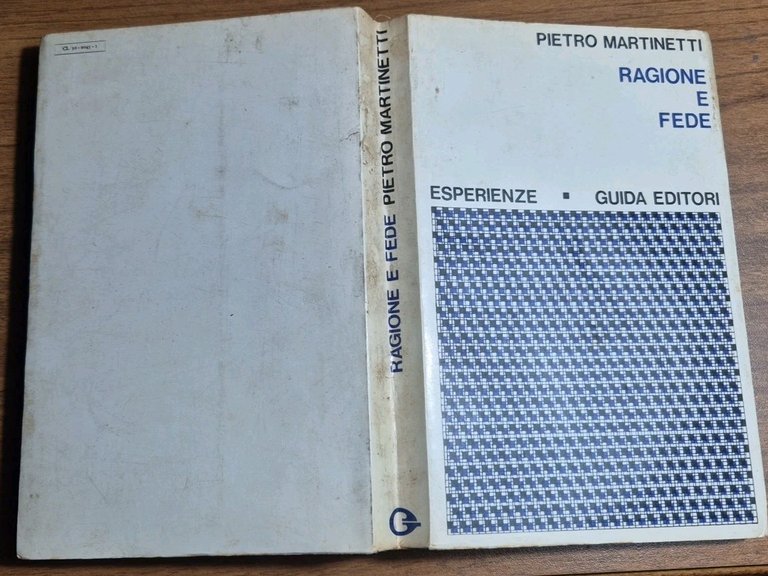 PIETRO MARTINETTI
RAGIONE
E
FEDE
ESPERIENZE ▪ GUIDA EDITORI
RAGIONE E FEDE PIETRO MARTINETTI